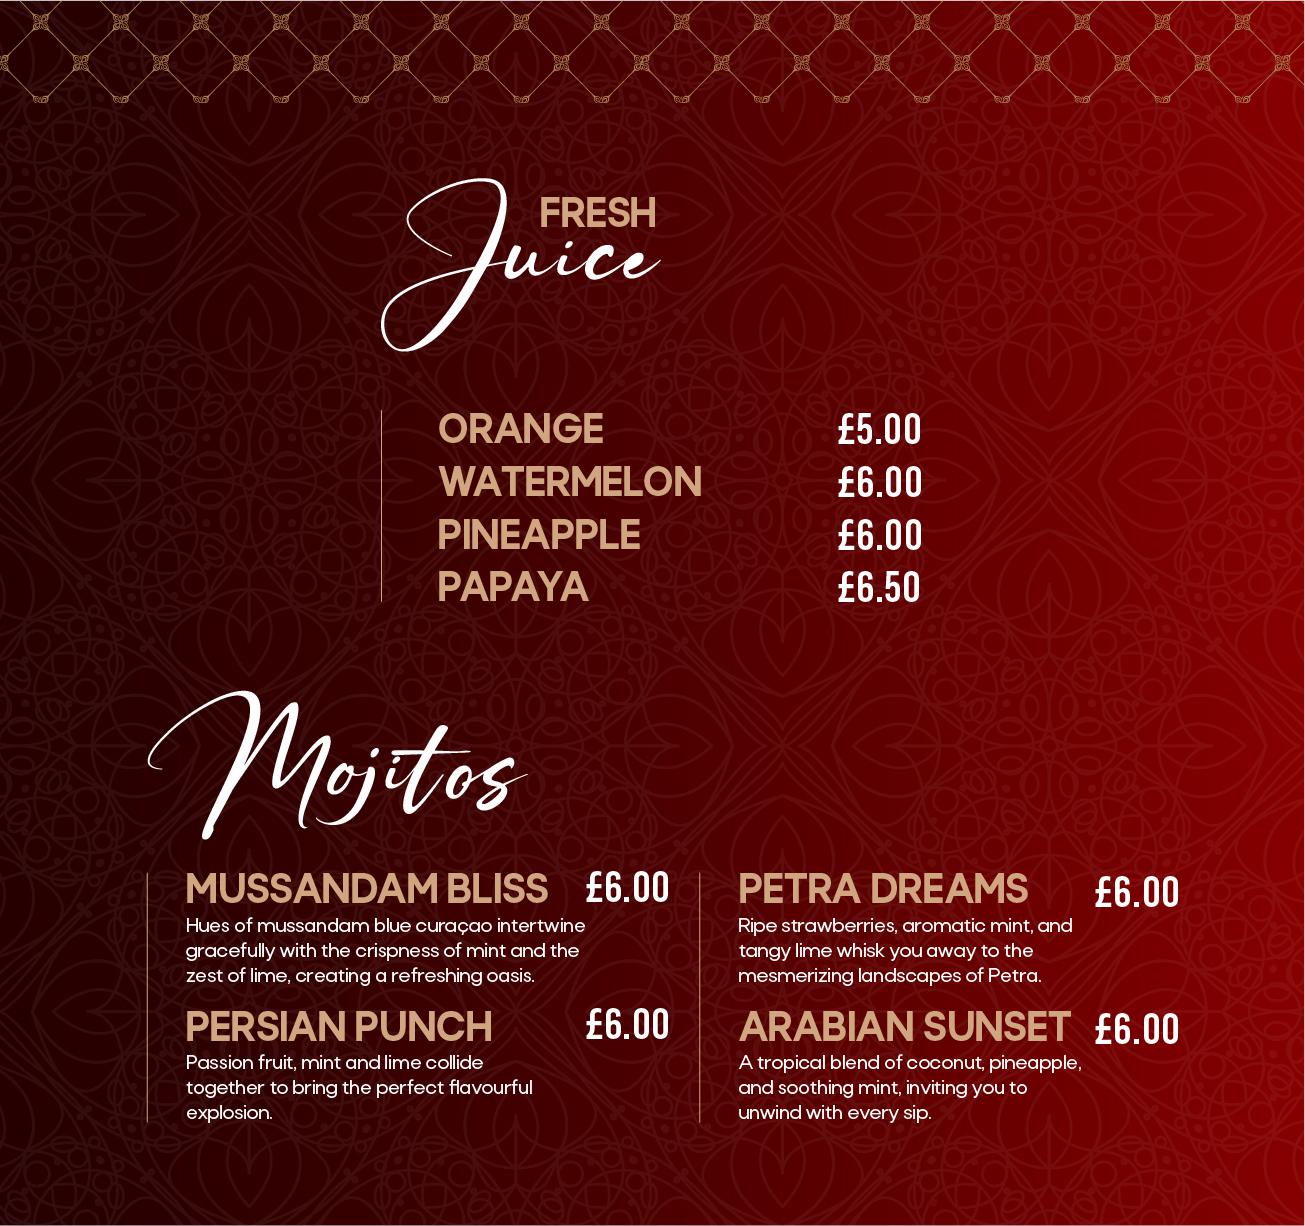 FRESH
Juice
ORANGE £5.00
WATERMELON £6.00
PINEAPPLE £6.00
PAPAYA £6.50
Mojitos
MUSSANDAM BLISS £6.00
Hues of mussandam blue curaçao intertwine
gracefully with the crispness of mint and the
zest of lime, creating a refreshing oasis.
PERSIAN PUNCH £6.00
Passion fruit, mint and lime collide
together to bring the perfect flavourful
explosion.
PETRA DREAMS £6.00
Ripe strawberries, aromatic mint, and
tangy lime whisk you away to the
mesmerizing landscapes of Petra.
ARABIAN SUNSET £6.00
A tropical blend of coconut, pineapple,
and soothing mint, inviting you to
unwind with every sip.